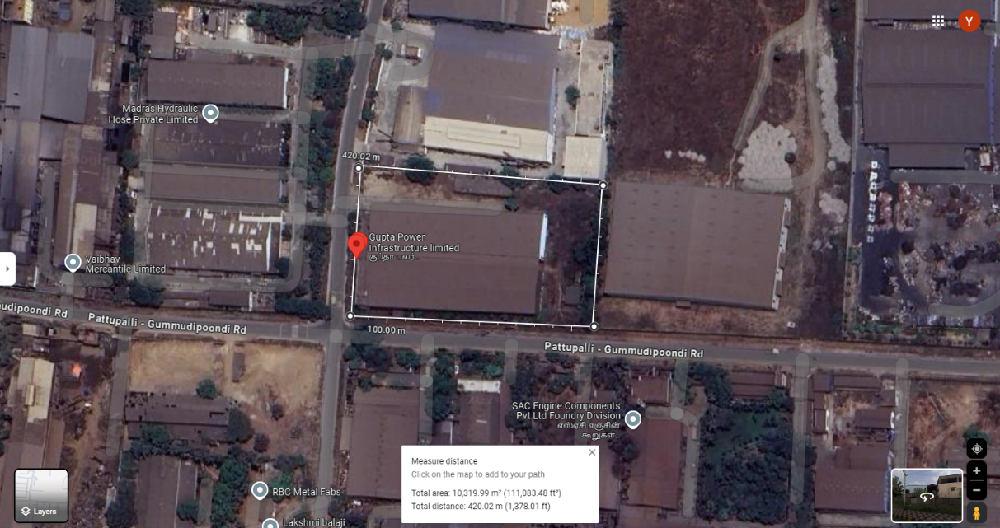 Y
Madras Hydraulic
Hose Private Limited
420.02 m
Gupta Power
Infrastructure limited
குப்தா பவர்...
Vaibhav
Mercantile Limited
udipoondi Rd
Pattupalli - Gummudipoondi Rd
100.00 m
Pattupalli - Gummudipoondi Rd
SAC Engine Components
Pvt Ltd Foundry Division
எஸ்ஏசி எஞ்சின்
கூறுகள்...
Measure distance
Click on the map to add to your path
Total area: 10,319.99 m² (111,083.48 ft²)
Total distance: 420.02 m (1,378.01 ft)
RBC Metal Fabs
Layers
Lakshmi balaji